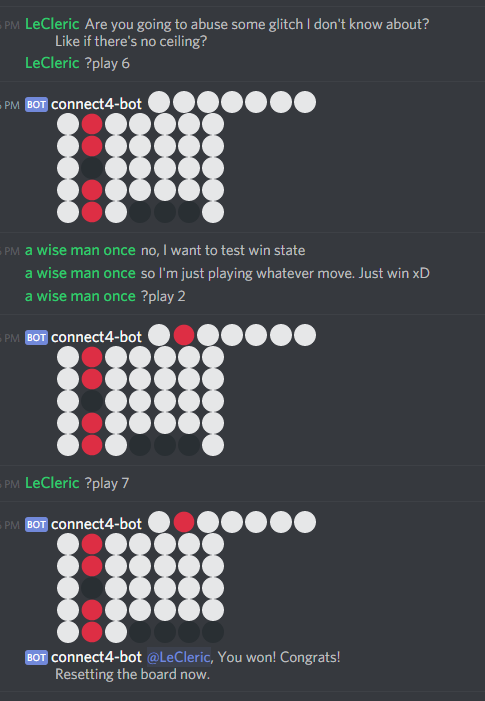 PM LeCleric Are you going to abuse some glitch I don't know about?
Like if there's no ceiling?
LeCleric ?play 6
PM BOT connect4-bot
PM a wise man once no, I want to test win state
a wise man once so I'm just playing whatever move. Just win xD
a wise man once ?play 2
PM BOT connect4-bot
PM LeCleric ?play 7
PM BOT connect4-bot
BOT connect4-bot @LeCleric, You won! Congrats!
Resetting the board now.